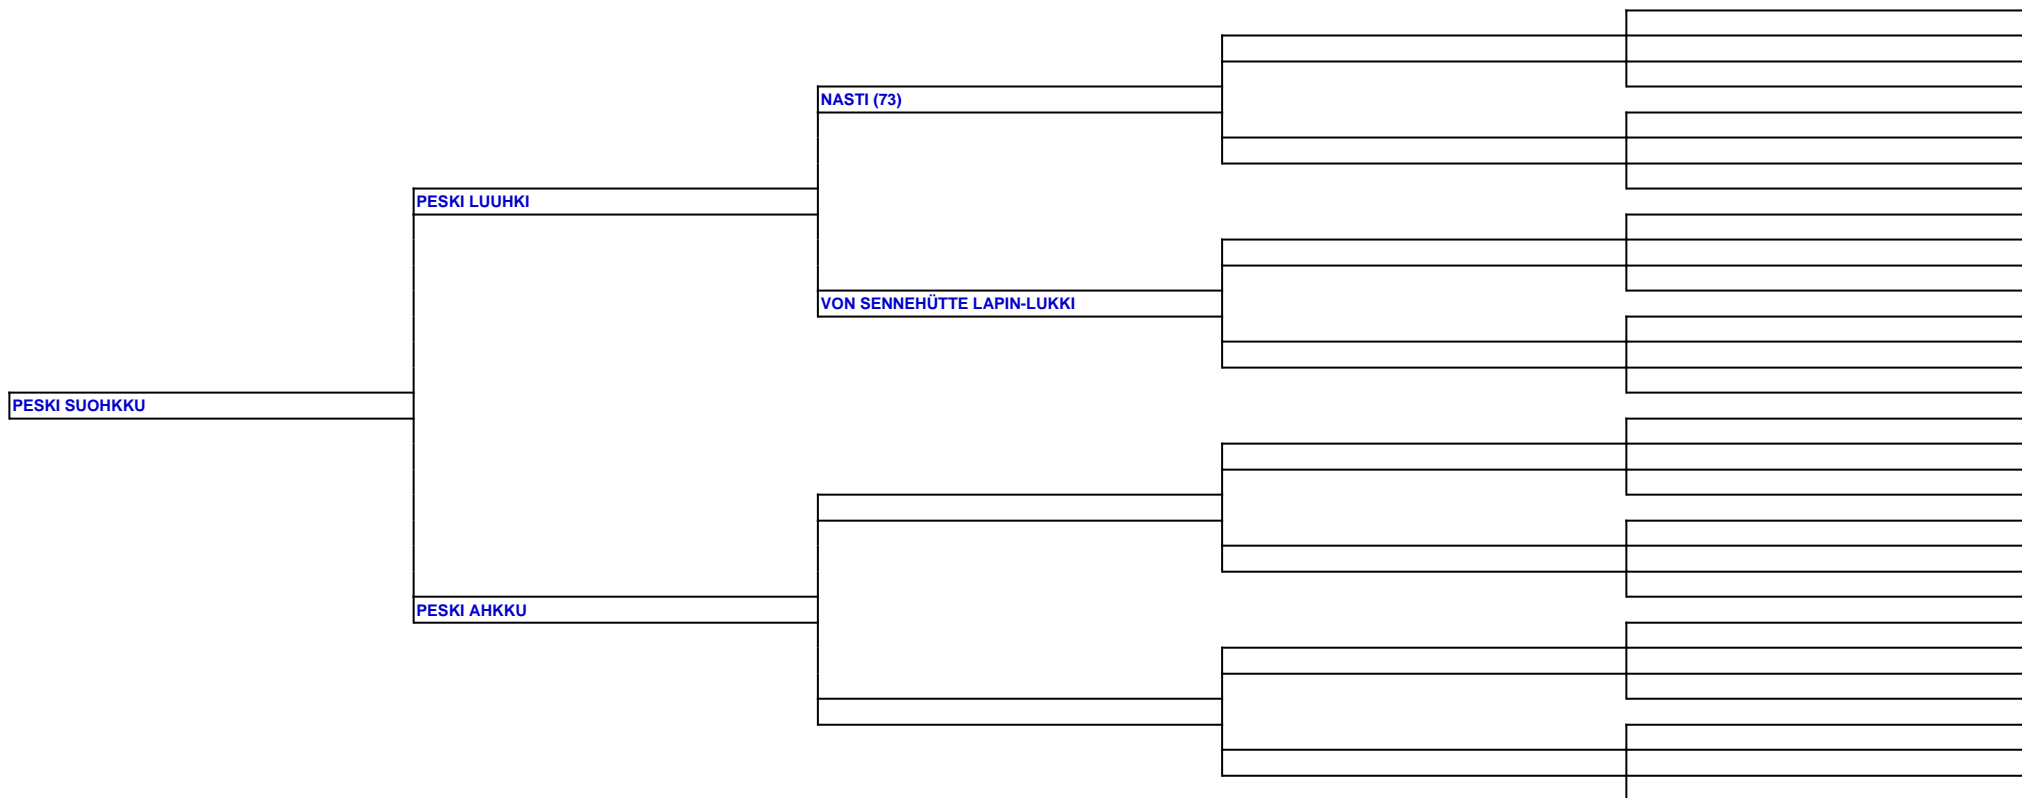 NASTI (73)
PESKI LUUHKI
VON SENNEHÜTTE LAPIN-LUKKI
PESKI SUOHKKU
PESKI AHKKU